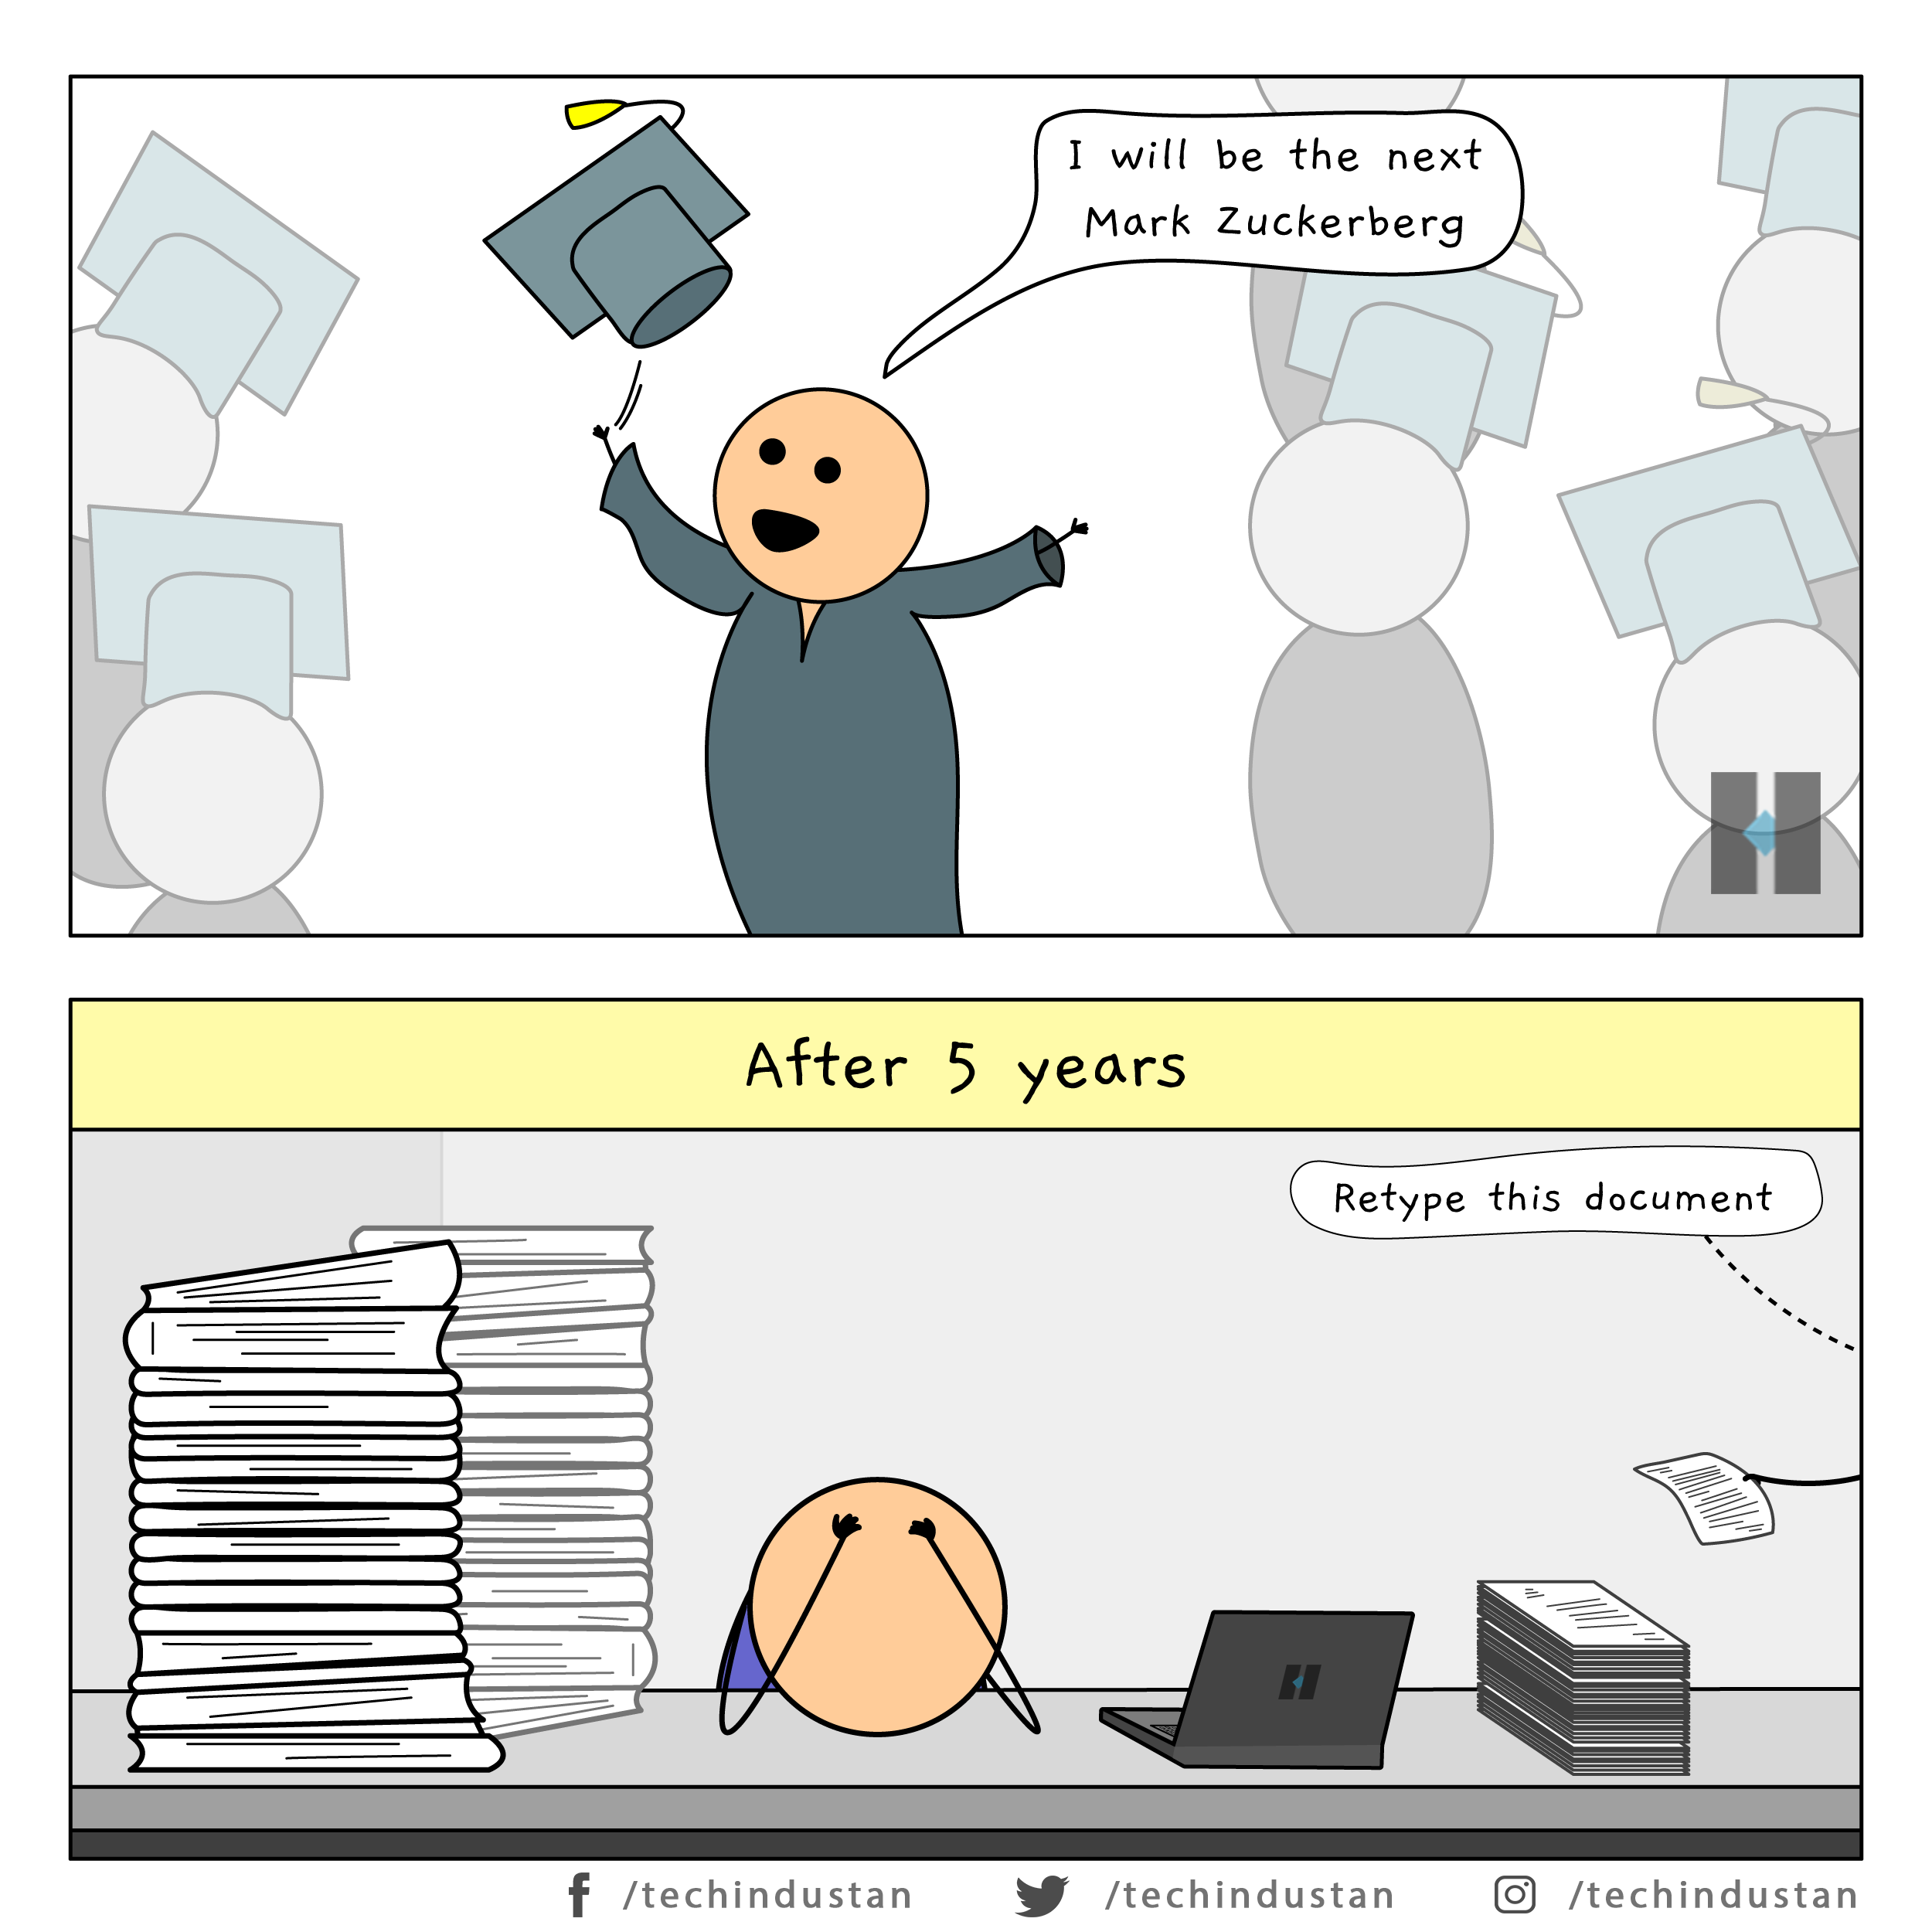 I will be the next
Mark Zuckerberg
After 5 years
Retype this document
/techindustan
/techindustan
/techindustan